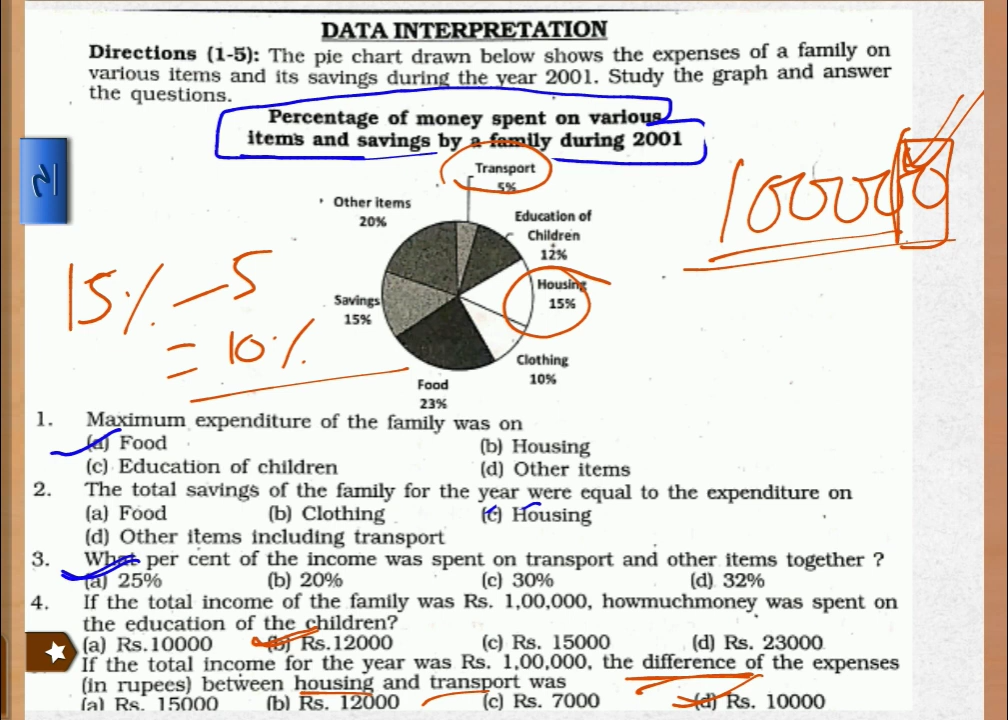 DATA INTERPRETATION
Directions (1-5): The pie chart drawn below shows the expenses of a family on
various items and its savings during the year 2001. Study the graph and answer
the questions.
Percentage of money spent on various
items and savings by a family during 2001
Transport
5%
Other items
20%
Education of
Children
12%
Housing
15%
Savings
15%
Clothing
10%
Food
23%
100000
15% - 5
= 10%
1. Maximum expenditure of the family was on
(a) Food (b) Housing
(c) Education of children (d) Other items
2. The total savings of the family for the year were equal to the expenditure on
(a) Food (b) Clothing (c) Housing
(d) Other items including transport
3. What per cent of the income was spent on transport and other items together ?
(a) 25% (b) 20% (c) 30% (d) 32%
4. If the total income of the family was Rs. 1,00,000, howmuchmoney was spent on
the education of the children?
(a) Rs.10000 (b) Rs.12000 (c) Rs. 15000 (d) Rs. 23000
If the total income for the year was Rs. 1,00,000, the difference of the expenses
(in rupees) between housing and transport was
(a) Rs. 15000 (b) Rs. 12000 (c) Rs. 7000 (d) Rs. 10000